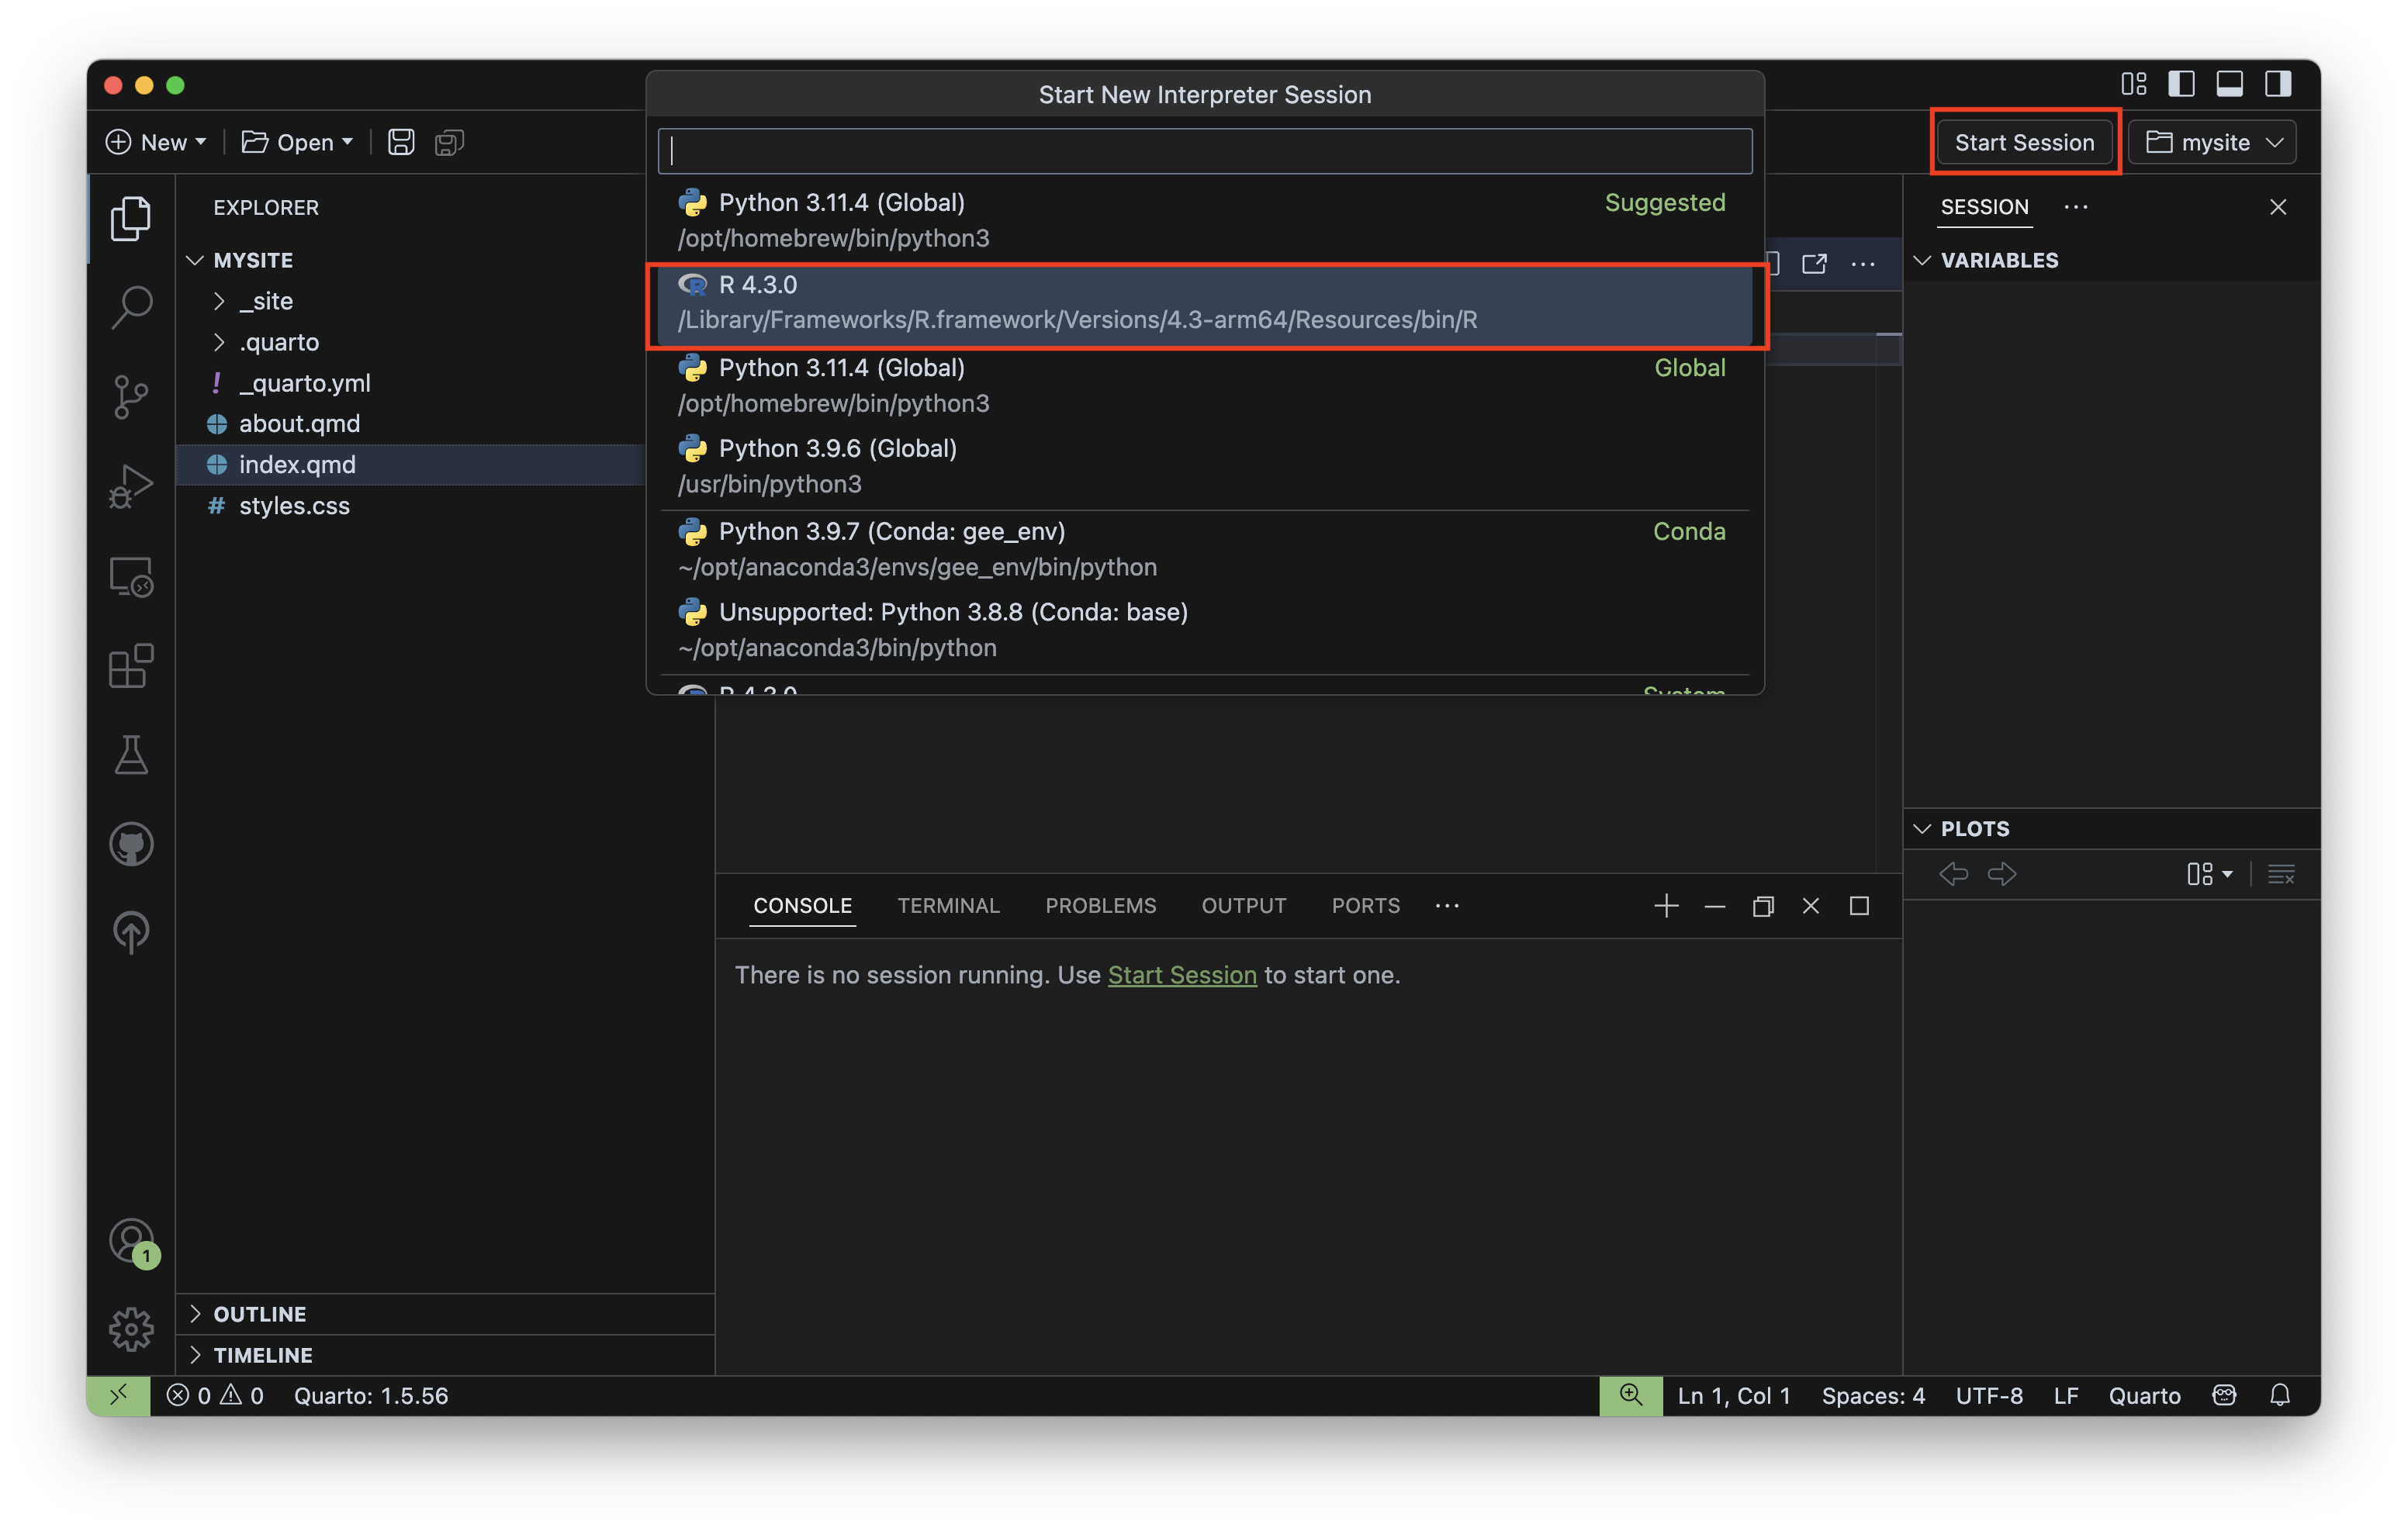 Start New Interpreter Session
New
Open
Start Session
mysite
Python 3.11.4 (Global)
Suggested
/opt/homebrew/bin/python3
R 4.3.0
/Library/Frameworks/R.framework/Versions/4.3-arm64/Resources/bin/R
Python 3.11.4 (Global)
Global
/opt/homebrew/bin/python3
Python 3.9.6 (Global)
/usr/bin/python3
Python 3.9.7 (Conda: gee_env)
Conda
~/opt/anaconda3/envs/gee_env/bin/python
Unsupported: Python 3.8.8 (Conda: base)
~/opt/anaconda3/bin/python
R 4.3.0
System
EXPLORER
MYSITE
_site
.quarto
! _quarto.yml
about.qmd
index.qmd
# styles.css
OUTLINE
TIMELINE
SESSION
VARIABLES
PLOTS
CONSOLE TERMINAL PROBLEMS OUTPUT PORTS
There is no session running. Use Start Session to start one.
1
0 0 Quarto: 1.5.56
Ln 1, Col 1 Spaces: 4 UTF-8 LF Quarto